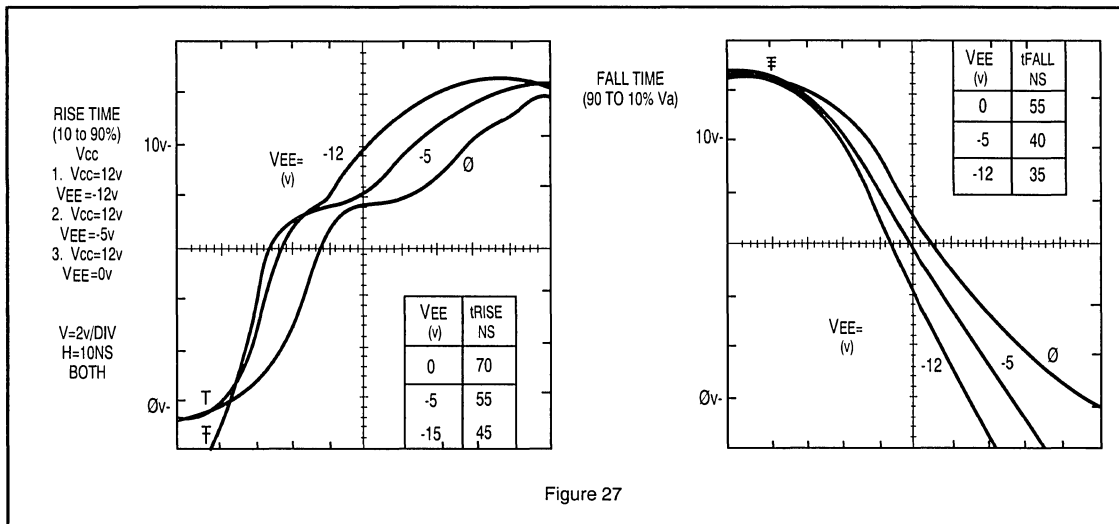 RISE TIME
(10 to 90%)
Vcc
1. Vcc=12v
VEE=-12v
2. Vcc=12v
VEE=-5v
3. Vcc=12v
VEE=0v
V=2v/DIV
H=10NS
BOTH
10v-
Øv-
VEE=
(v)
-12
-5
Ø
T
T
VEE
(v)
tRISE
NS
0
70
-5
55
-15
45
FALL TIME
(90 TO 10% Va)
10v-
Øv-
T
VEE
(v)
tFALL
NS
0
55
-5
40
-12
35
VEE=
(v)
-12
-5
Ø
Figure 27